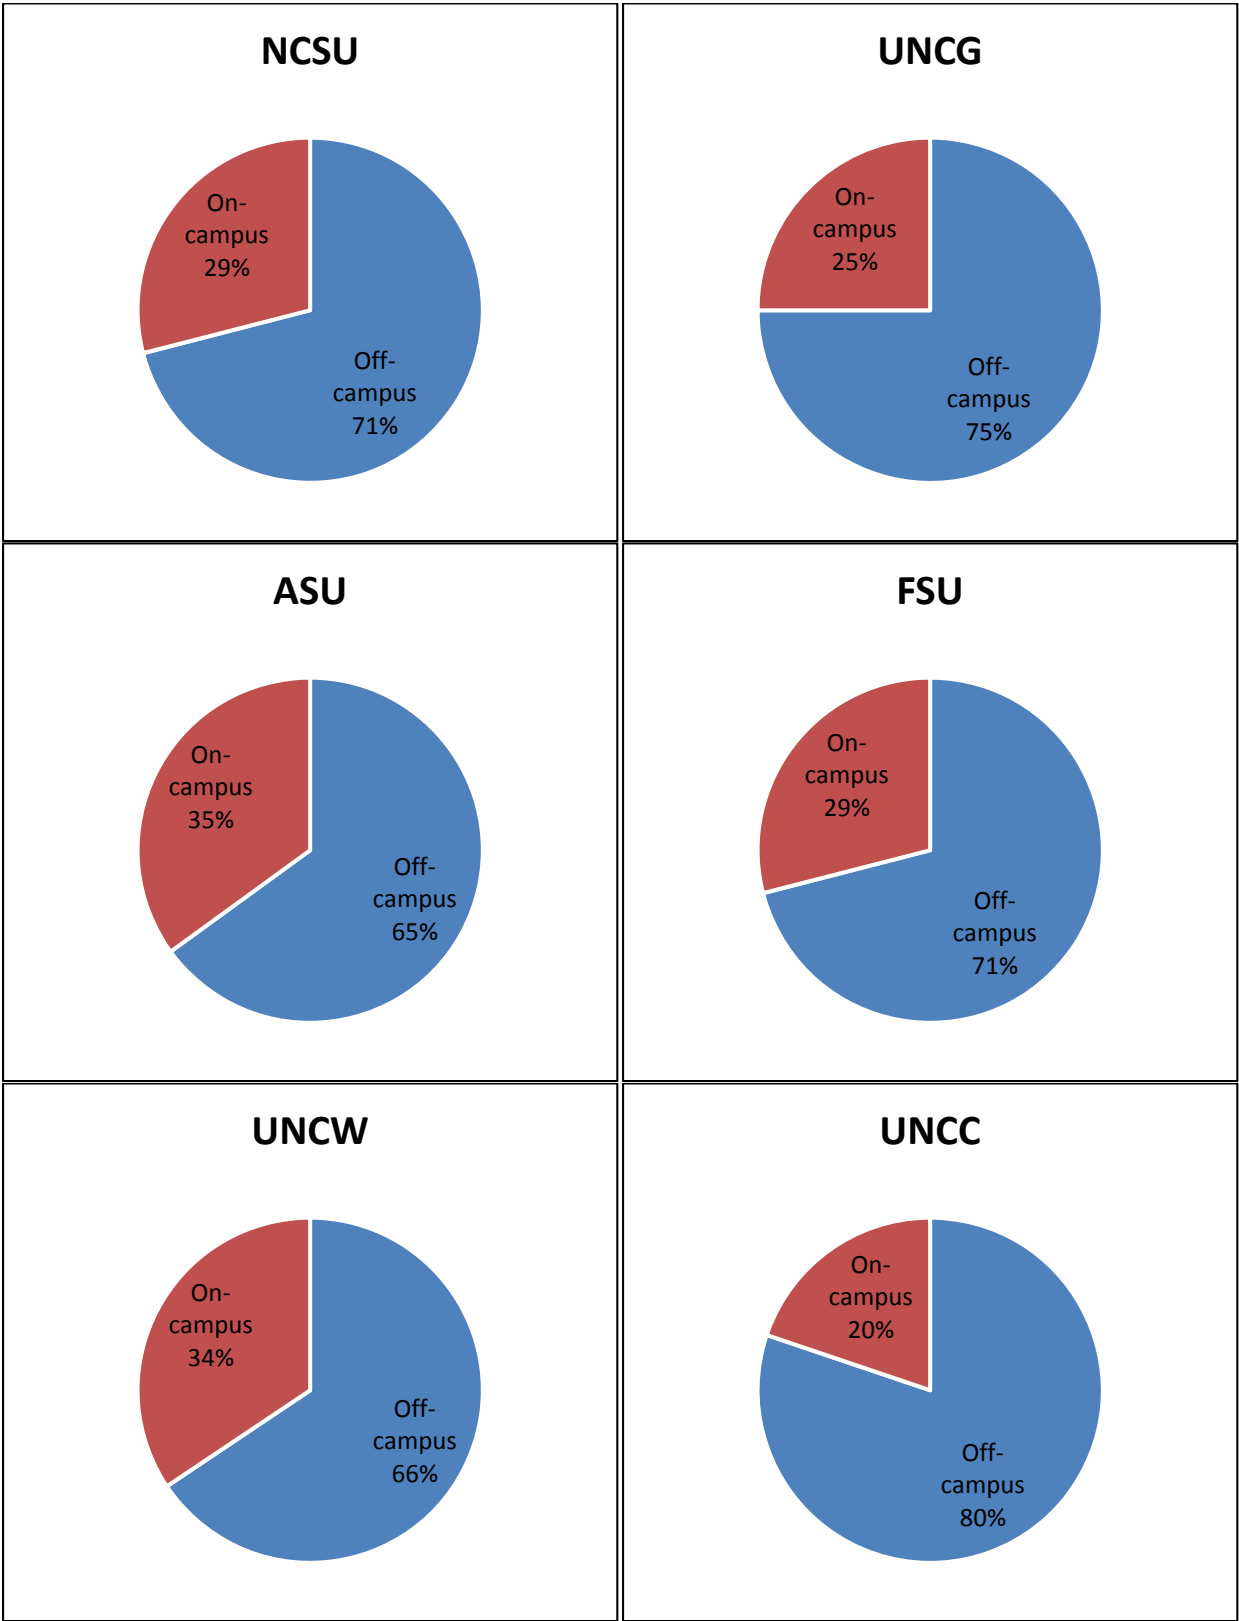 NCSU
On-
campus
29%
Off-
campus
71%
UNCG
On-
campus
25%
Off-
campus
75%
ASU
On-
campus
35%
Off-
campus
65%
FSU
On-
campus
29%
Off-
campus
71%
UNCW
On-
campus
34%
Off-
campus
66%
UNCC
On-
campus
20%
Off-
campus
80%